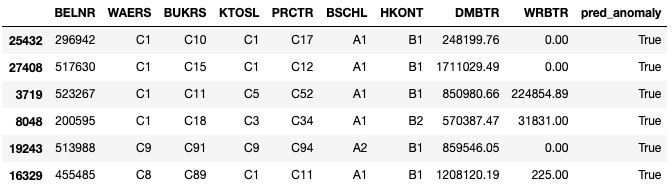 BELNR WAERS BUKRS KTOSL PRCTR BSCHL HKONT DMBTR WRBTR pred_anomaly
25432 296942 C1 C10 C1 C17 A1 B1 248199.76 0.00 True
27408 517630 C1 C15 C1 C12 A1 B1 1711029.49 0.00 True
3719 523267 C1 C11 C5 C52 A1 B1 850980.66 224854.89 True
8048 200595 C1 C18 C3 C34 A1 B2 570387.47 31831.00 True
19243 513988 C9 C91 C9 C94 A2 B1 859546.05 0.00 True
16329 455485 C8 C89 C1 C11 A1 B1 1208120.19 225.00 True